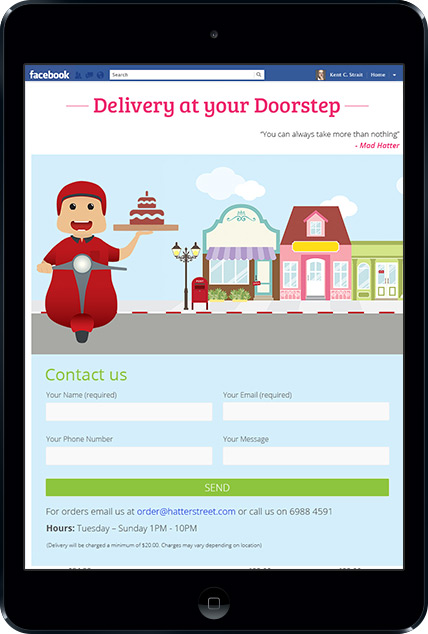 facebook
Search
Kent C. Strait
Home
Delivery at your Doorstep
“You can always take more than nothing”
- Mad Hatter
Contact us
Your Name (required)
Your Email (required)
Your Phone Number
Your Message
SEND
For orders email us at order@hatterstreet.com or call us on 6988 4591
Hours: Tuesday – Sunday 1PM - 10PM
(Delivery will be charged a minimum of $20.00. Charges may vary depending on location)